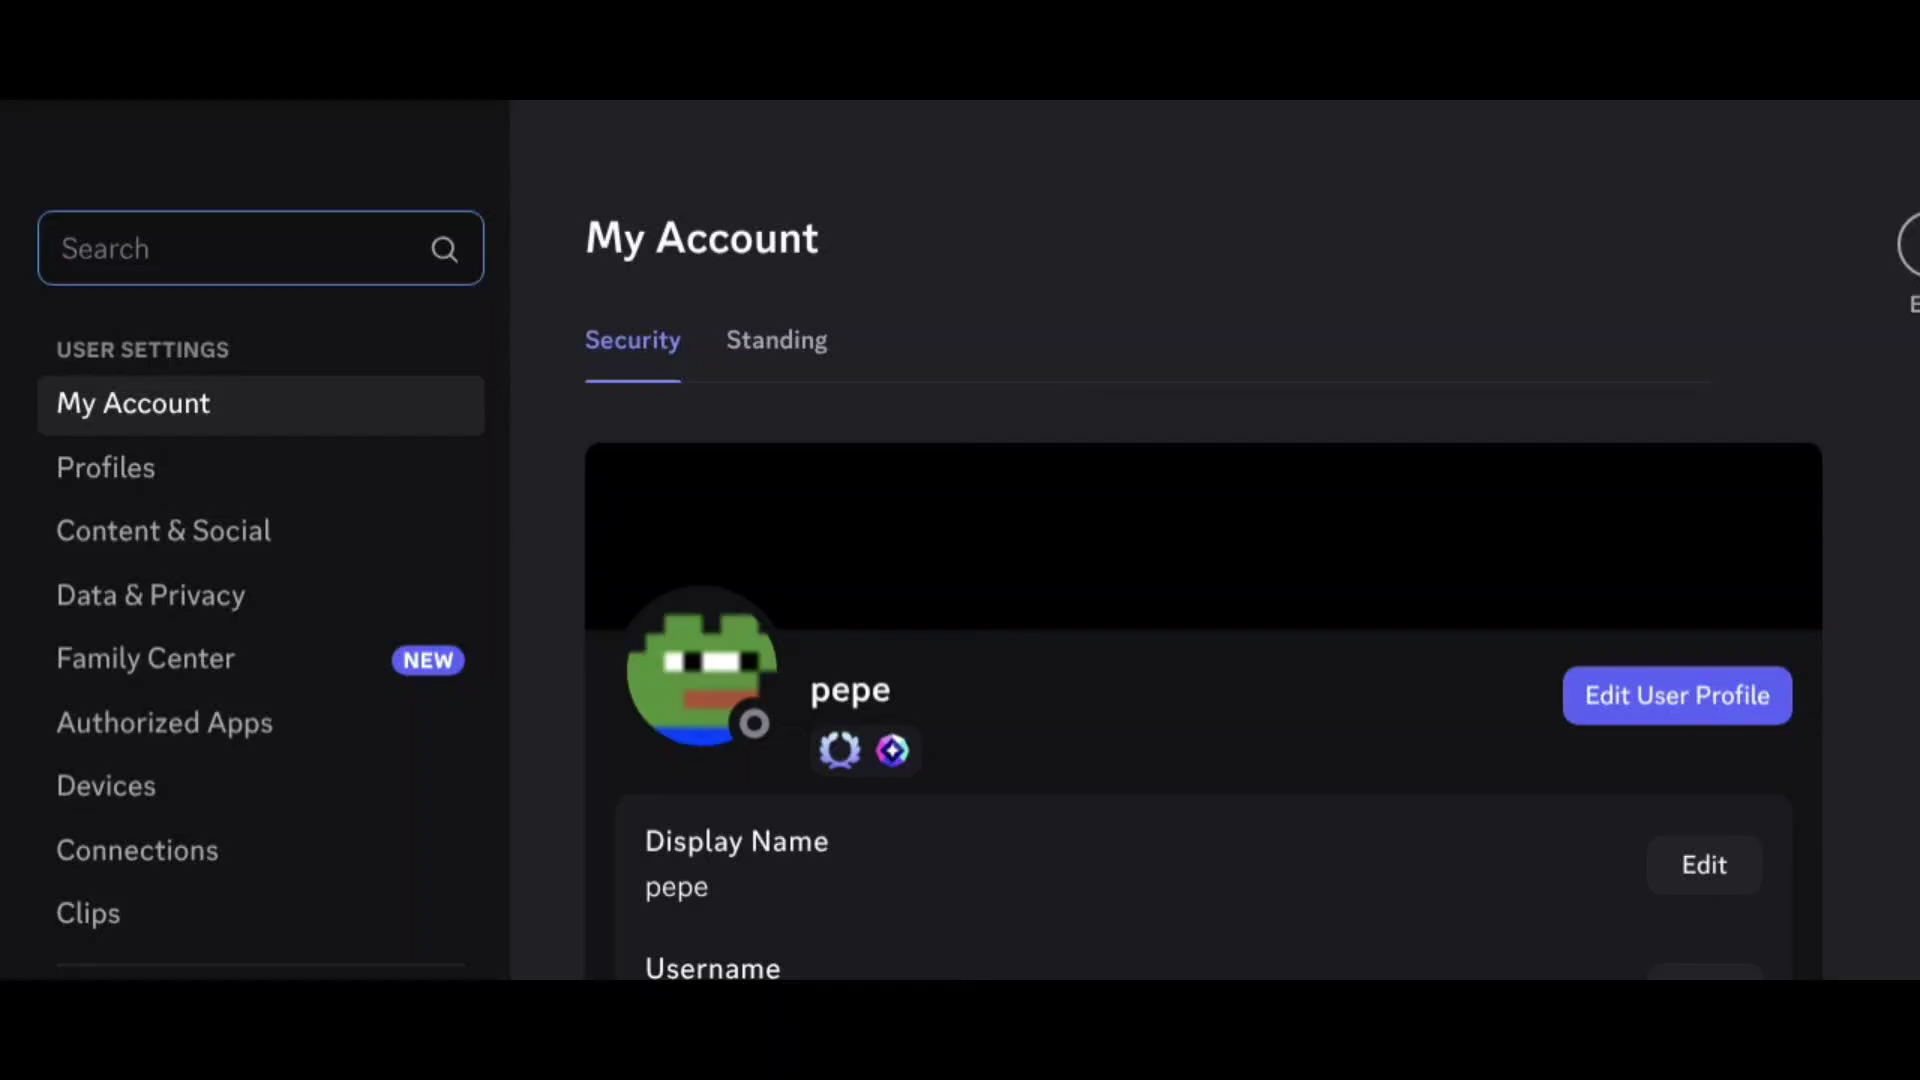 Search
USER SETTINGS
My Account
Profiles
Content & Social
Data & Privacy
Family Center
NEW
Authorized Apps
Devices
Connections
Clips
My Account
Security
Standing
pepe
Edit User Profile
Display Name
pepe
Edit
Username